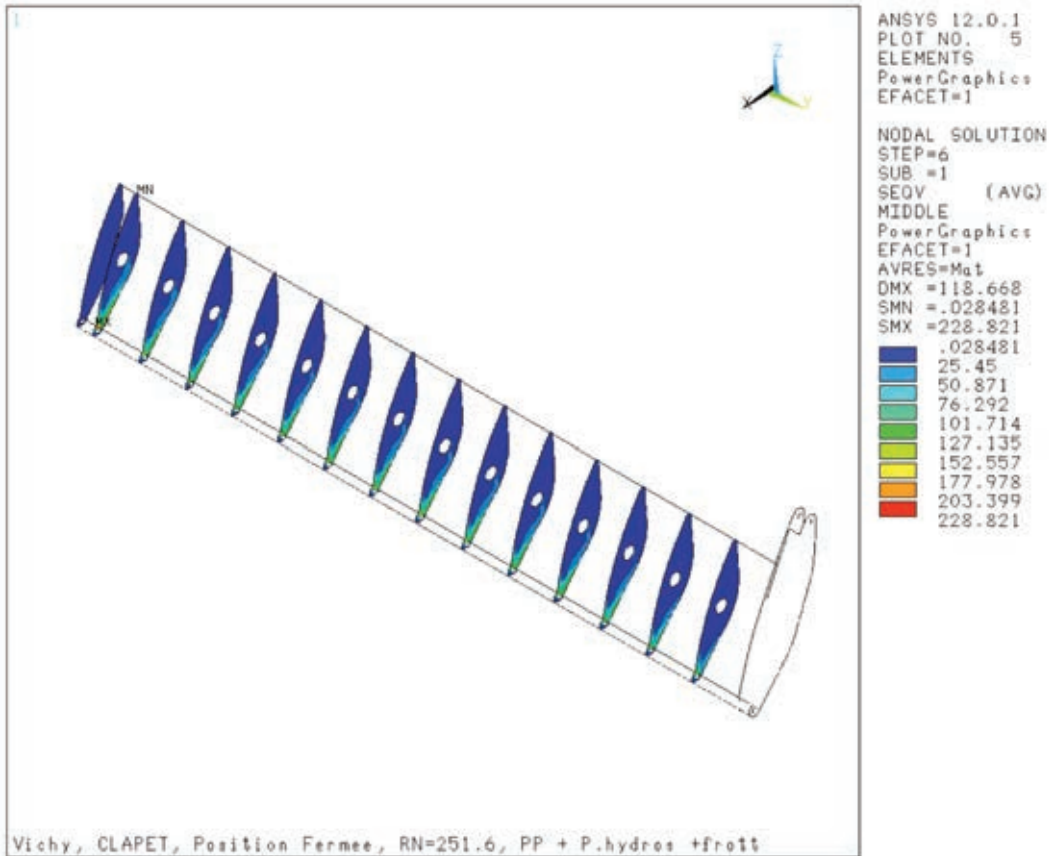 1
ANSYS 12.0.1
PLOT NO. 5
ELEMENTS
PowerGraphics
EFACET=1
NODAL SOLUTION
STEP=6
SUB =1
SEQV (AVG)
MIDDLE
PowerGraphics
EFACET=1
AVRES=Mat
DMX =118.668
SMN =.028481
SMX =228.821
.028481
25.45
50.871
76.292
101.714
127.135
152.557
177.978
203.399
228.821
Z
X
Y
MN
MX
Vichy, CLAPET, Position Fermee, RN=251.6, PP + P.hydros +frott